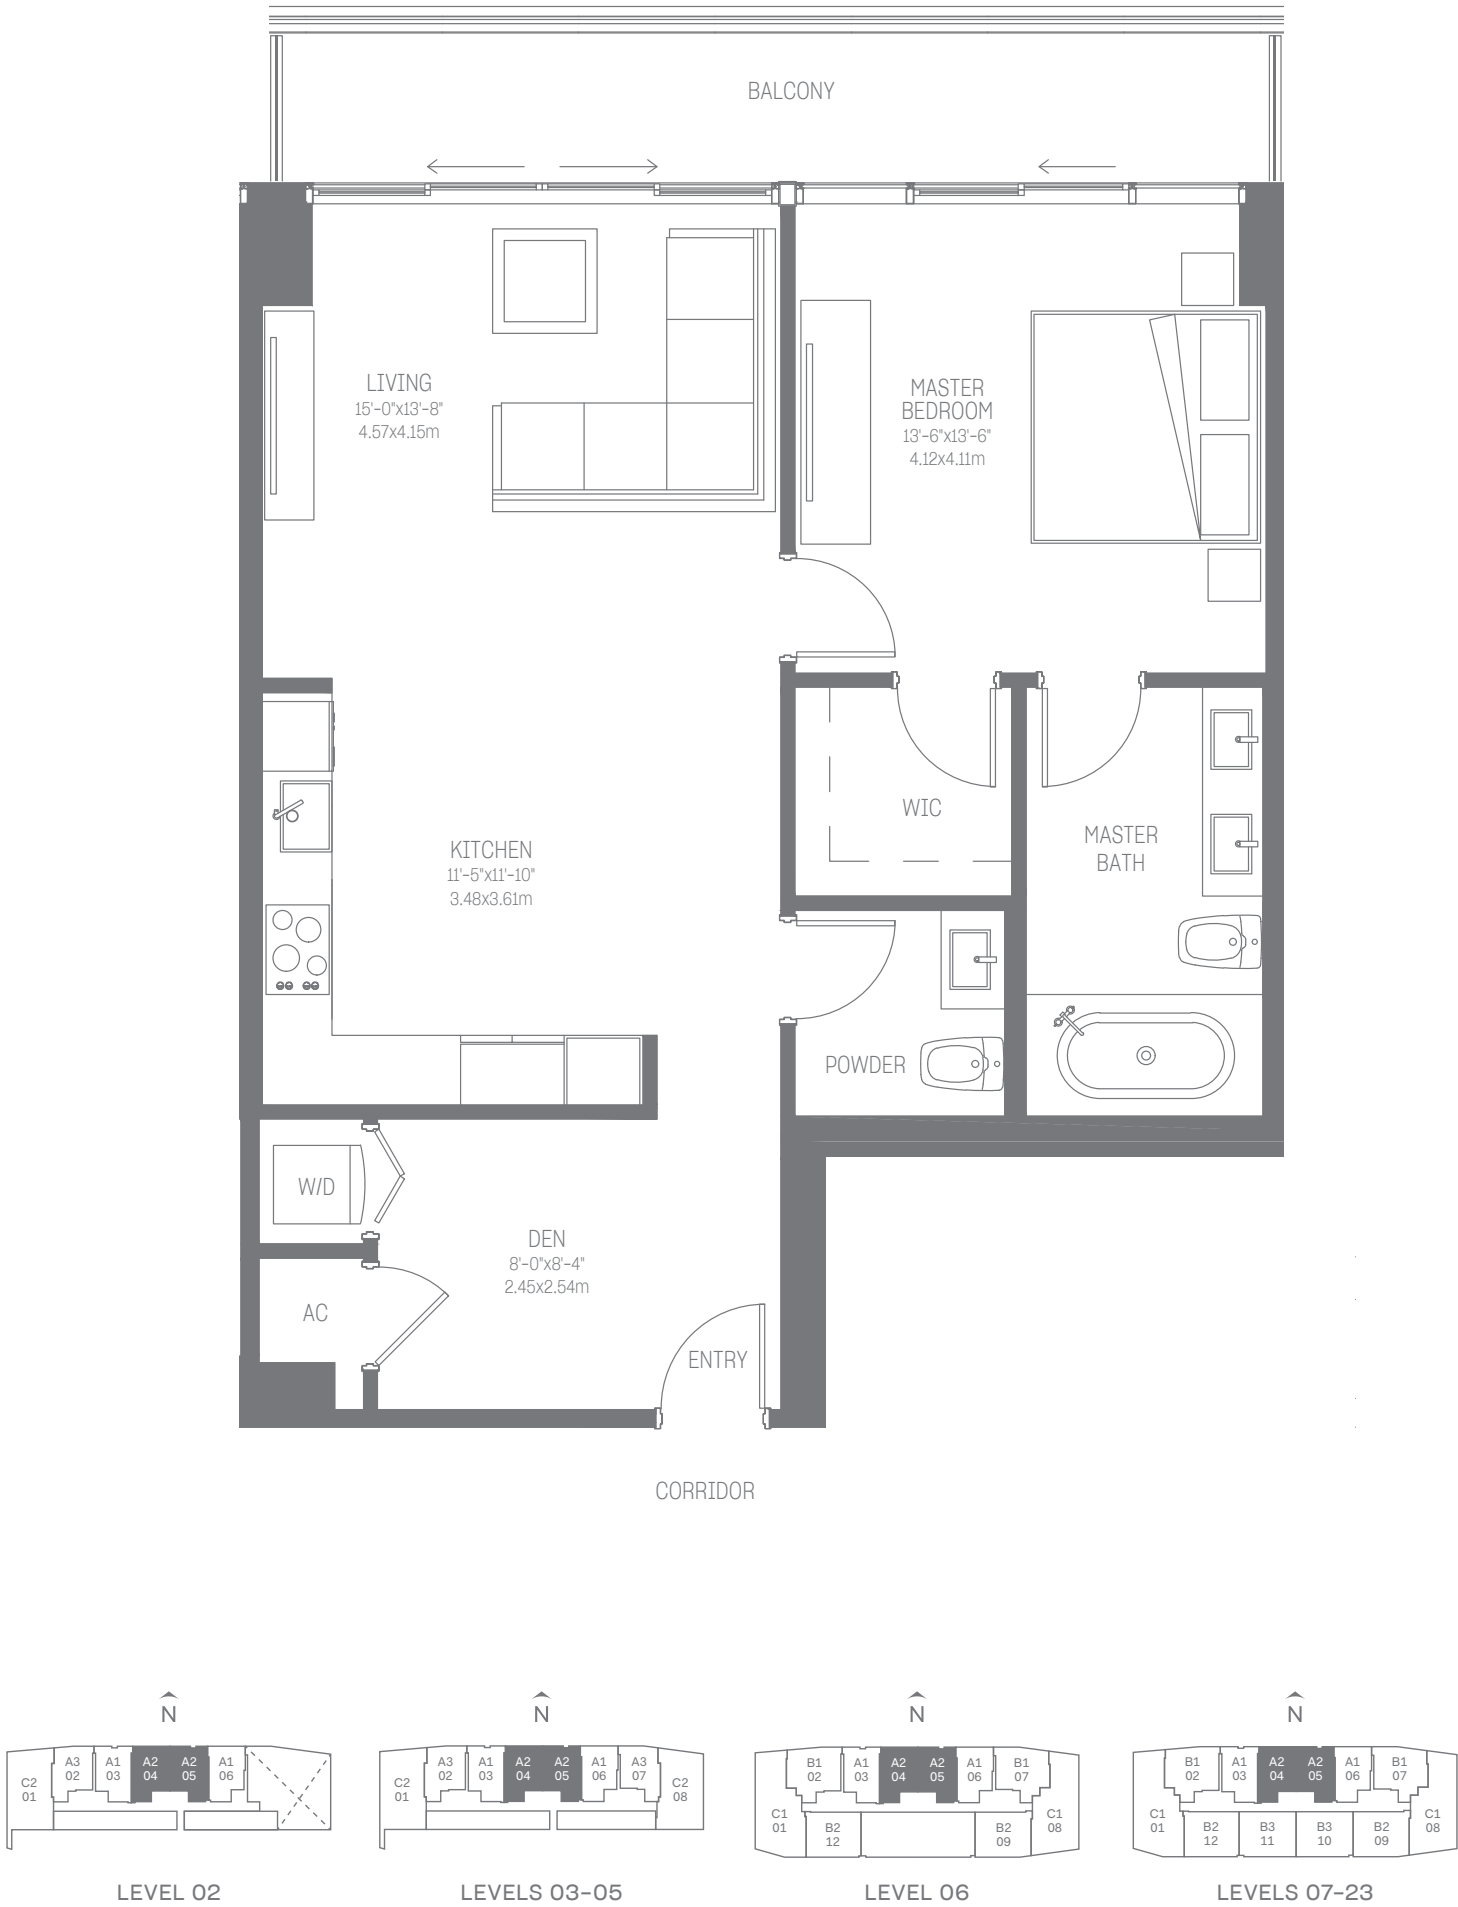 BALCONY
LIVING
15'-0"x13'-8"
4.57x4.15m
MASTER
BEDROOM
13'-6"x13'-6"
4.12x4.11m
WIC
MASTER
BATH
KITCHEN
11'-5"x11'-10"
3.48x3.61m
POWDER
W/D
DEN
8'-0"x8'-4"
2.45x2.54m
AC
ENTRY
CORRIDOR
N
C2
01
A3
02
A1
03
A2
04
A2
05
A1
06
LEVEL 02
N
C2
01
A3
02
A1
03
A2
04
A2
05
A1
06
A3
07
C2
08
LEVELS 03-05
N
C1
01
B1
02
A1
03
A2
04
A2
05
A1
06
B1
07
C1
08
B2
12
B2
09
LEVEL 06
N
C1
01
B1
02
A1
03
A2
04
A2
05
A1
06
B1
07
C1
08
B2
12
B3
11
B3
10
B2
09
LEVELS 07-23